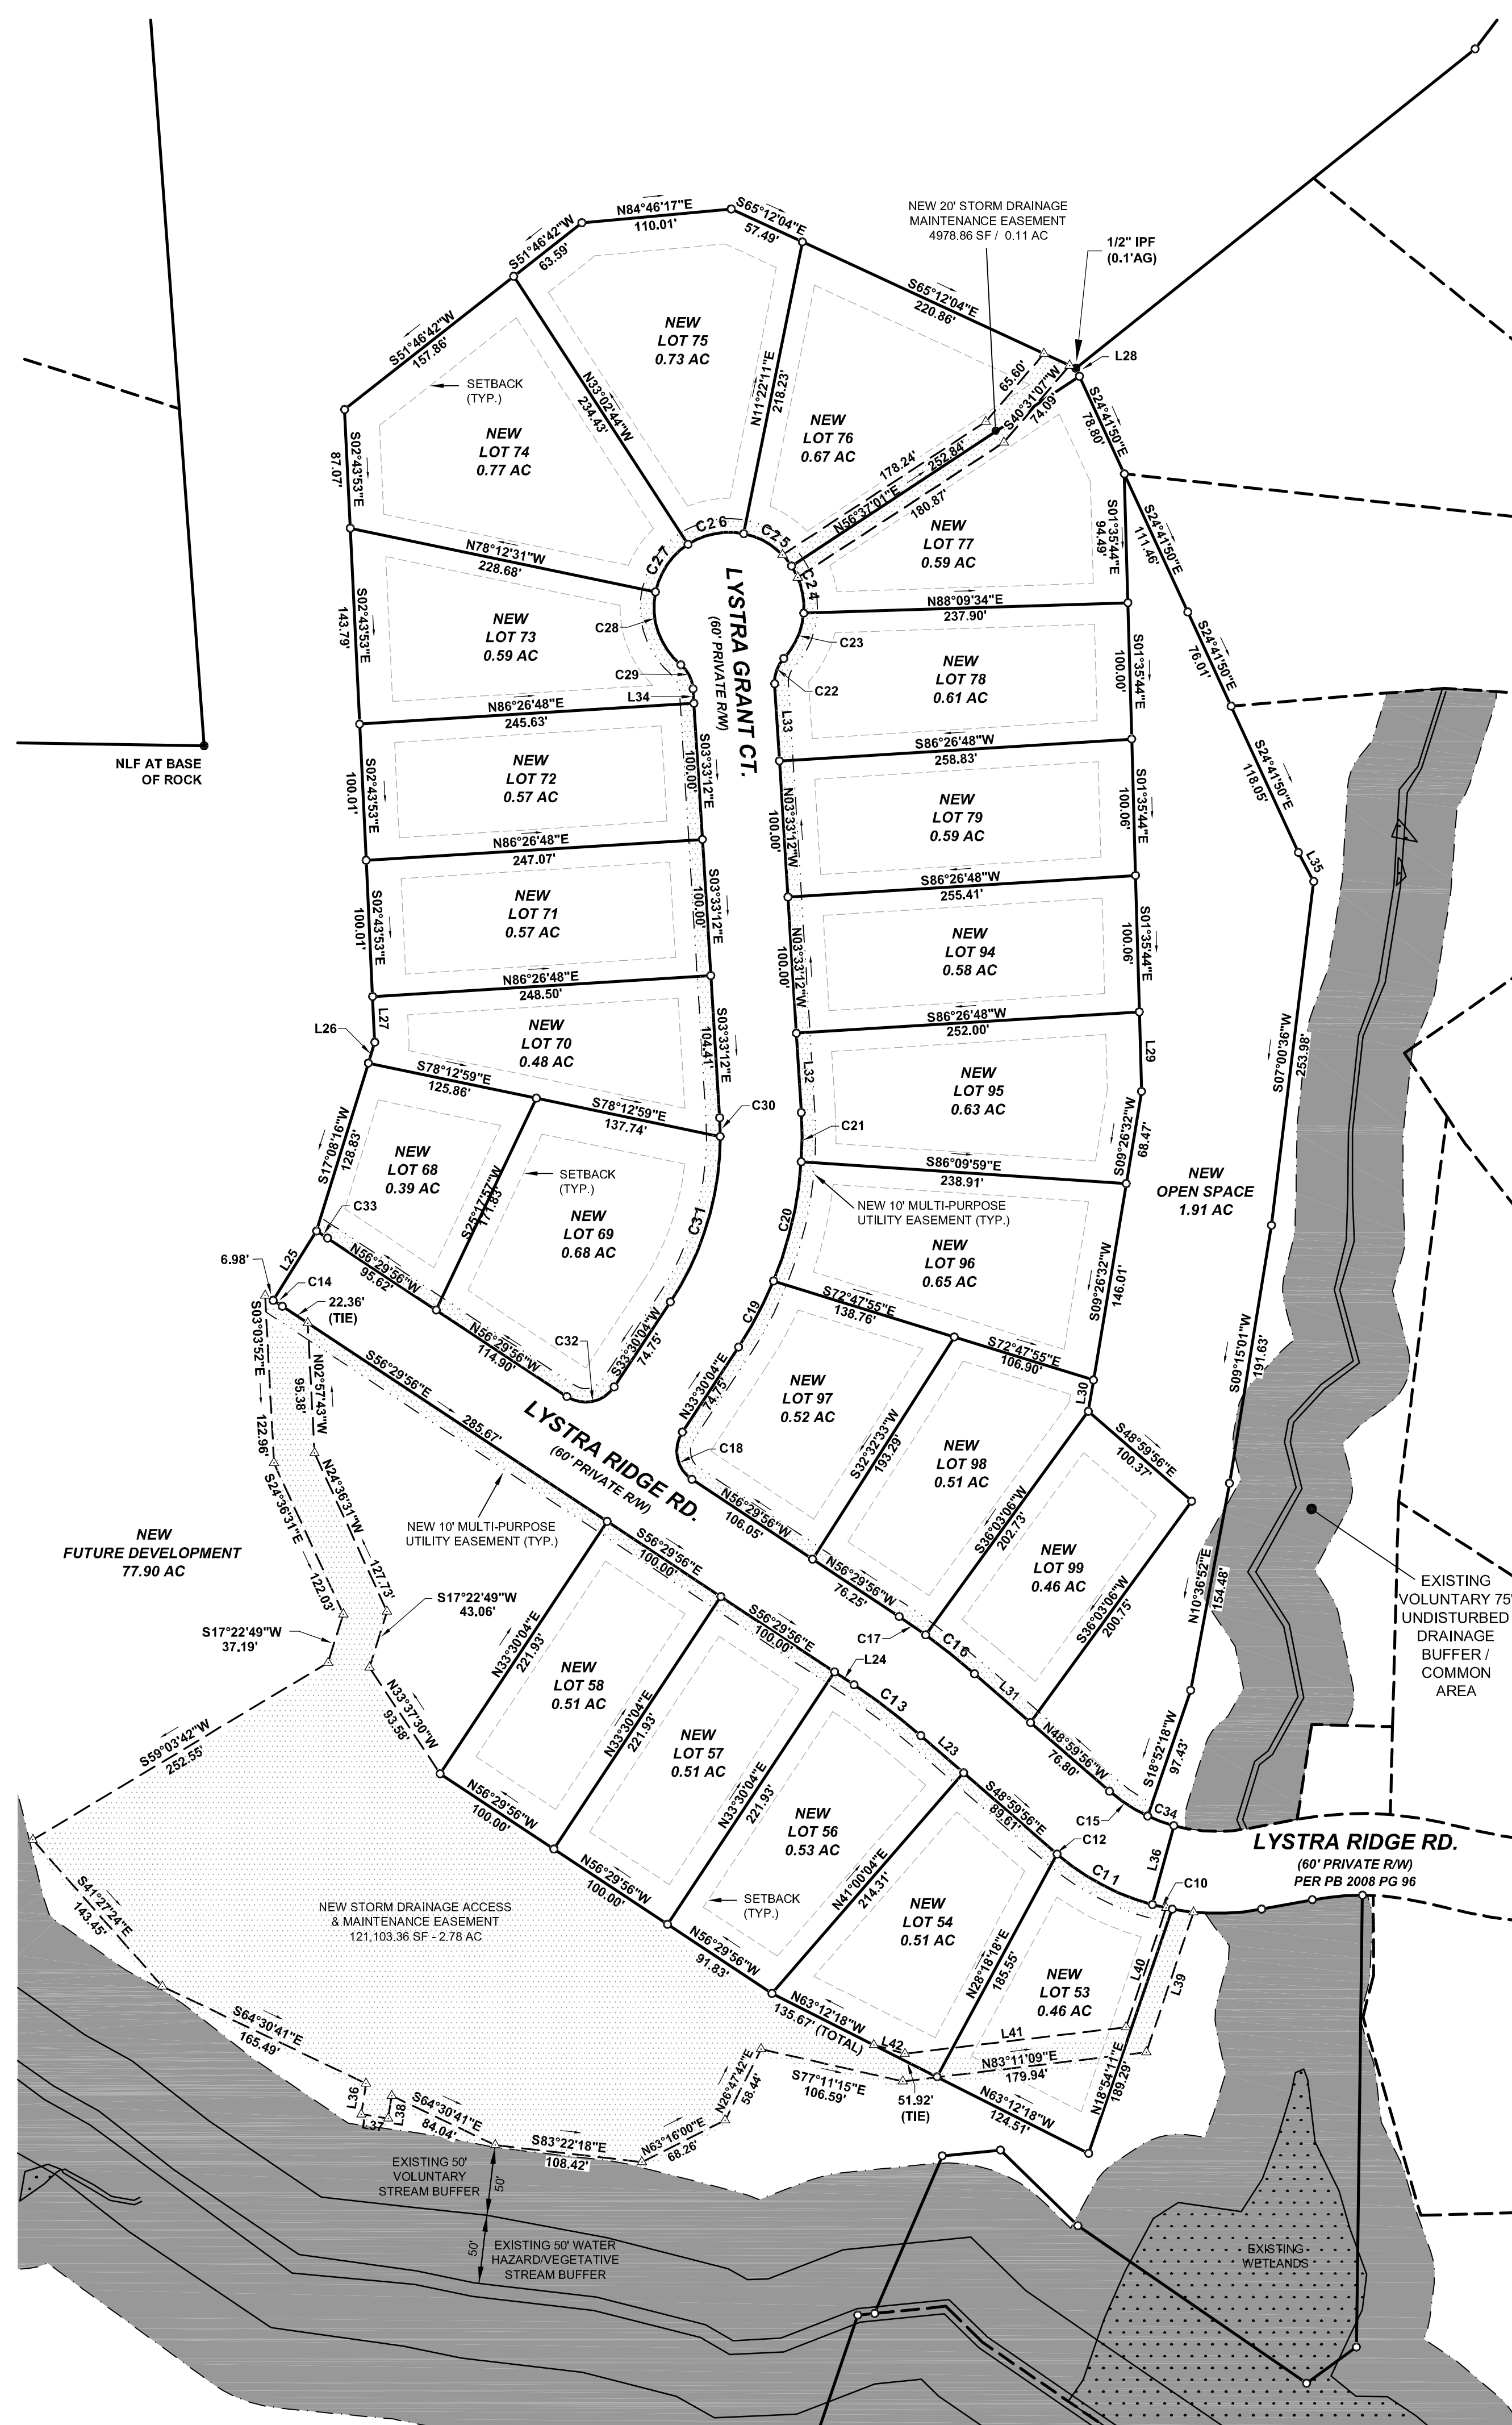 N84°46'17"E
110.01'
S65°12'04"E
57.49'
S51°46'42"W
63.59'
NEW 20' STORM DRAINAGE
MAINTENANCE EASEMENT
4978.86 SF / 0.11 AC
1/2" IPF
(0.1'AG)
S65°12'04"E
220.86'
L28
S51°46'42"W
157.86'
SETBACK
(TYP.)
NEW
LOT 75
0.73 AC
N33°02'44"W
234.43'
N11°22'11"E
218.23'
65.60'
S40°31'07"W
74.09'
S24°41'50"E
78.80'
NEW
LOT 74
0.77 AC
NEW
LOT 76
0.67 AC
S02°43'53"E
87.07'
178.24'
N56°37'01"E
252.84'
180.87'
NEW
LOT 77
0.59 AC
S01°35'44"E
94.49'
S24°41'50"E
111.46'
C26
C25
C27
C24
N78°12'31"W
228.68'
N88°09'34"E
237.90'
LYSTRA GRANT CT.
(60' PRIVATE R/W)
S02°43'53"E
143.79'
NEW
LOT 73
0.59 AC
C28
C23
C29
C22
L34
L33
NEW
LOT 78
0.61 AC
S01°35'44"E
100.00'
S24°41'50"E
76.01'
N86°26'48"E
245.63'
S86°26'48"W
258.83'
NLF AT BASE
OF ROCK
S02°43'53"E
100.01'
NEW
LOT 72
0.57 AC
S03°33'12"E
100.00'
N03°33'12"W
100.00'
NEW
LOT 79
0.59 AC
S01°35'44"E
100.06'
S24°41'50"E
118.05'
L35
N86°26'48"E
247.07'
S86°26'48"W
255.41'
S02°43'53"E
100.01'
NEW
LOT 71
0.57 AC
S03°33'12"E
100.00'
N03°33'12"W
100.00'
NEW
LOT 94
0.58 AC
S01°35'44"E
100.06'
N86°26'48"E
248.50'
S86°26'48"W
252.00'
L26
L27
NEW
LOT 70
0.48 AC
S03°33'12"E
104.41'
L32
L29
S07°00'36"W
253.98'
S78°12'59"E
125.86'
S78°12'59"E
137.74'
C30
C21
NEW
LOT 95
0.63 AC
S09°26'32"W
68.47'
S17°08'16"W
128.83'
NEW
LOT 68
0.39 AC
S25°17'57"W
171.83'
SETBACK
(TYP.)
S86°09'59"E
238.91'
NEW
OPEN SPACE
1.91 AC
C33
NEW
LOT 69
0.68 AC
C31
C20
NEW 10' MULTI-PURPOSE
UTILITY EASEMENT (TYP.)
NEW
LOT 96
0.65 AC
S09°26'32"W
146.01'
L25
6.98'
C14
22.36'
(TIE)
N56°29'56"W
95.62'
N56°29'56"W
114.90'
C32
S33°30'04"W
74.75'
C19
S72°47'55"E
138.76'
S72°47'55"E
106.90'
L30
S09°15'01"W
191.63'
S03°03'52"E
122.96'
N02°57'43"W
95.38'
S56°29'56"E
285.67'
LYSTRA RIDGE RD.
(60' PRIVATE R/W)
N33°30'04"E
74.75'
C18
NEW
LOT 97
0.52 AC
S32°32'33"W
193.29'
NEW
LOT 98
0.51 AC
S48°59'56"E
100.37'
S24°36'31"E
122.03'
N24°36'31"W
127.73'
NEW
FUTURE DEVELOPMENT
77.90 AC
NEW 10' MULTI-PURPOSE
UTILITY EASEMENT (TYP.)
N56°29'56"W
106.05'
S36°03'06"W
202.73'
NEW
LOT 99
0.46 AC
S36°03'06"W
200.75'
N10°36'52"E
154.48'
EXISTING
VOLUNTARY 75'
UNDISTURBED
DRAINAGE
BUFFER /
COMMON
AREA
S17°22'49"W
43.06'
S17°22'49"W
37.19'
S56°29'56"E
100.00'
N56°29'56"W
76.25'
C17
C16
L31
N33°30'04"E
221.93'
NEW
LOT 58
0.51 AC
S56°29'56"E
100.00'
L24
C13
N48°59'56"W
76.80'
S18°52'18"W
97.43'
S59°03'42"W
252.55'
N33°37'30"W
93.58'
N33°30'04"E
221.93'
NEW
LOT 57
0.51 AC
L23
S48°59'56"E
89.61'
C15
C34
N56°29'56"W
100.00'
N33°30'04"E
221.93'
NEW
LOT 56
0.53 AC
C12
C11
L36
C10
LYSTRA RIDGE RD.
(60' PRIVATE R/W)
PER PB 2008 PG 96
S41°27'24"E
143.45'
NEW STORM DRAINAGE ACCESS
& MAINTENANCE EASEMENT
121,103.36 SF - 2.78 AC
N56°29'56"W
100.00'
SETBACK
(TYP.)
N41°00'04"E
214.31'
NEW
LOT 54
0.51 AC
N28°18'18"E
185.55'
NEW
LOT 53
0.46 AC
L40
L39
N56°29'56"W
91.83'
S64°30'41"E
165.49'
N63°12'18"W
135.67' (TOTAL)
L42
L41
N83°11'09"E
179.94'
N18°54'11"E
189.29'
L36
L37
L38
S64°30'41"E
84.04'
S83°22'18"E
108.42'
N63°16'00"E
68.26'
N26°47'42"E
58.44'
S77°11'15"E
106.59'
51.92'
(TIE)
N63°12'18"W
124.51'
EXISTING 50'
VOLUNTARY
STREAM BUFFER
50'
50'
EXISTING 50' WATER
HAZARD/VEGETATIVE
STREAM BUFFER
EXISTING
WETLANDS